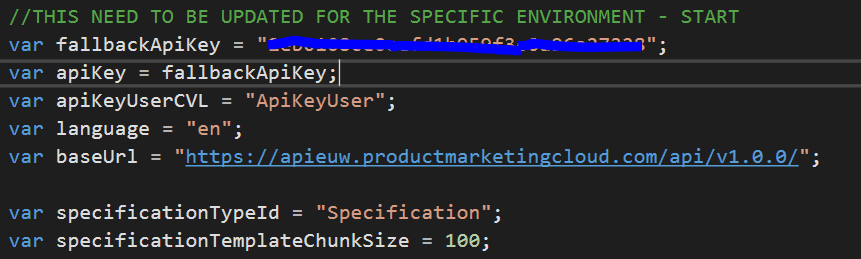 //THIS NEED TO BE UPDATED FOR THE SPECIFIC ENVIRONMENT - START
var fallbackApiKey = "";
var apiKey = fallbackApiKey;
var apiKeyUserCVL = "ApiKeyUser";
var language = "en";
var baseUrl = "https://apieuw.productmarketingcloud.com/api/v1.0.0/";
var specificationTypeId = "Specification";
var specificationTemplateChunkSize = 100;